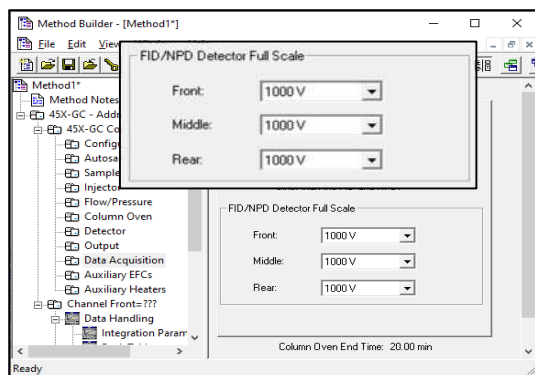 Method Builder - [Method1*]
File Edit View
FID/NPD Detector Full Scale
Front: 1000 V
Middle: 1000 V
Rear: 1000 V
Method1*
Method Notes
45X-GC - Addr
45X-GC Co
Configu
Autosa
Sample
Injector
Flow/Pressure
Column Oven
Detector
Output
Data Acquisition
Auxiliary EFCs
Auxiliary Heaters
Channel Front=???
Data Handling
Integration Param
FID/NPD Detector Full Scale
Front: 1000 V
Middle: 1000 V
Rear: 1000 V
Column Oven End Time: 20.00 min
Ready